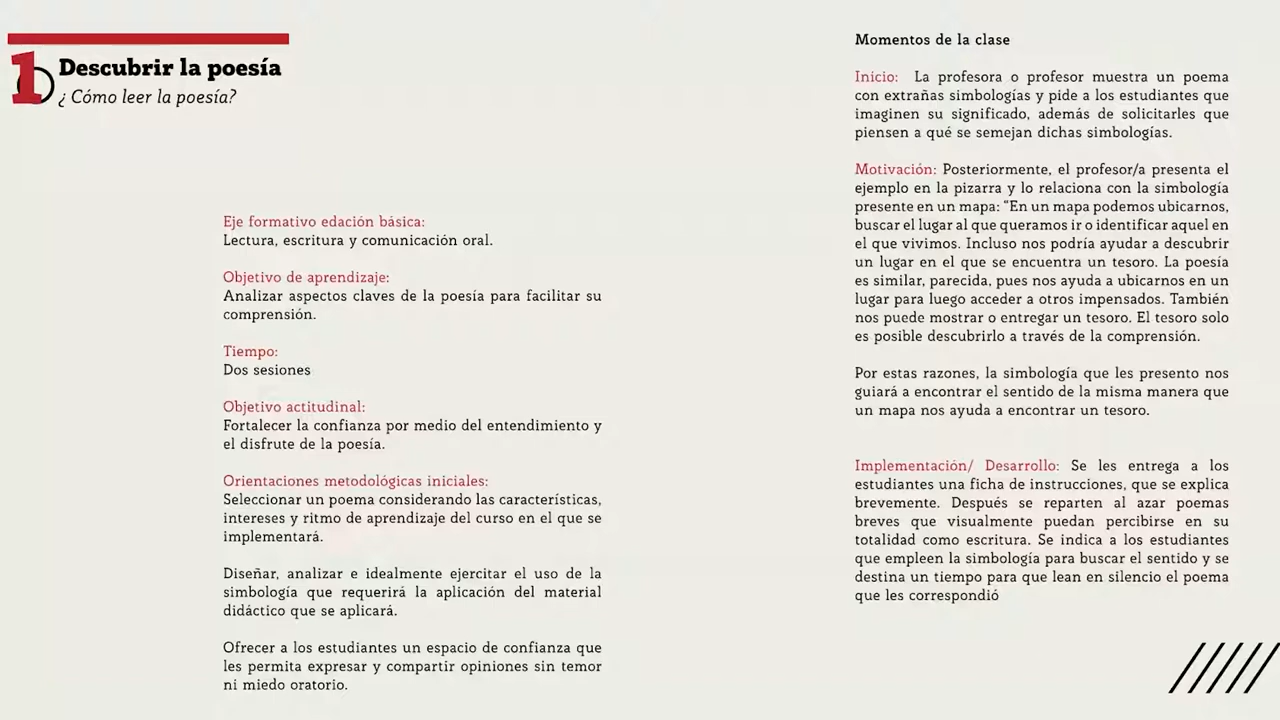 1
Descubrir la poesía
¿ Cómo leer la poesía?
Eje formativo edación básica:
Lectura, escritura y comunicación oral.
Objetivo de aprendizaje:
Analizar aspectos claves de la poesía para facilitar su
comprensión.
Tiempo:
Dos sesiones
Objetivo actitudinal:
Fortalecer la confianza por medio del entendimiento y
el disfrute de la poesía.
Orientaciones metodológicas iniciales:
Seleccionar un poema considerando las características,
intereses y ritmo de aprendizaje del curso en el que se
implementará.
Diseñar, analizar e idealmente ejercitar el uso de la
simbología que requerirá la aplicación del material
didáctico que se aplicará.
Ofrecer a los estudiantes un espacio de confianza que
les permita expresar y compartir opiniones sin temor
ni miedo oratorio.
Momentos de la clase
Inicio: La profesora o profesor muestra un poema
con extrañas simbologías y pide a los estudiantes que
imaginen su significado, además de solicitarles que
piensen a qué se semejan dichas simbologías.
Motivación: Posteriormente, el profesor/a presenta el
ejemplo en la pizarra y lo relaciona con la simbología
presente en un mapa: "En un mapa podemos ubicarnos,
buscar el lugar al que queramos ir o identificar aquel en
el que vivimos. Incluso nos podría ayudar a descubrir
un lugar en el que se encuentra un tesoro. La poesía
es similar, parecida, pues nos ayuda a ubicarnos en un
lugar para luego acceder a otros impensados. También
nos puede mostrar o entregar un tesoro. El tesoro solo
es posible descubrirlo a través de la comprensión.
Por estas razones, la simbología que les presento nos
guiará a encontrar el sentido de la misma manera que
un mapa nos ayuda a encontrar un tesoro.
Implementación/ Desarrollo: Se les entrega a los
estudiantes una ficha de instrucciones, que se explica
brevemente. Después se reparten al azar poemas
breves que visualmente puedan percibirse en su
totalidad como escritura. Se indica a los estudiantes
que empleen la simbología para buscar el sentido y se
destina un tiempo para que lean en silencio el poema
que les correspondió